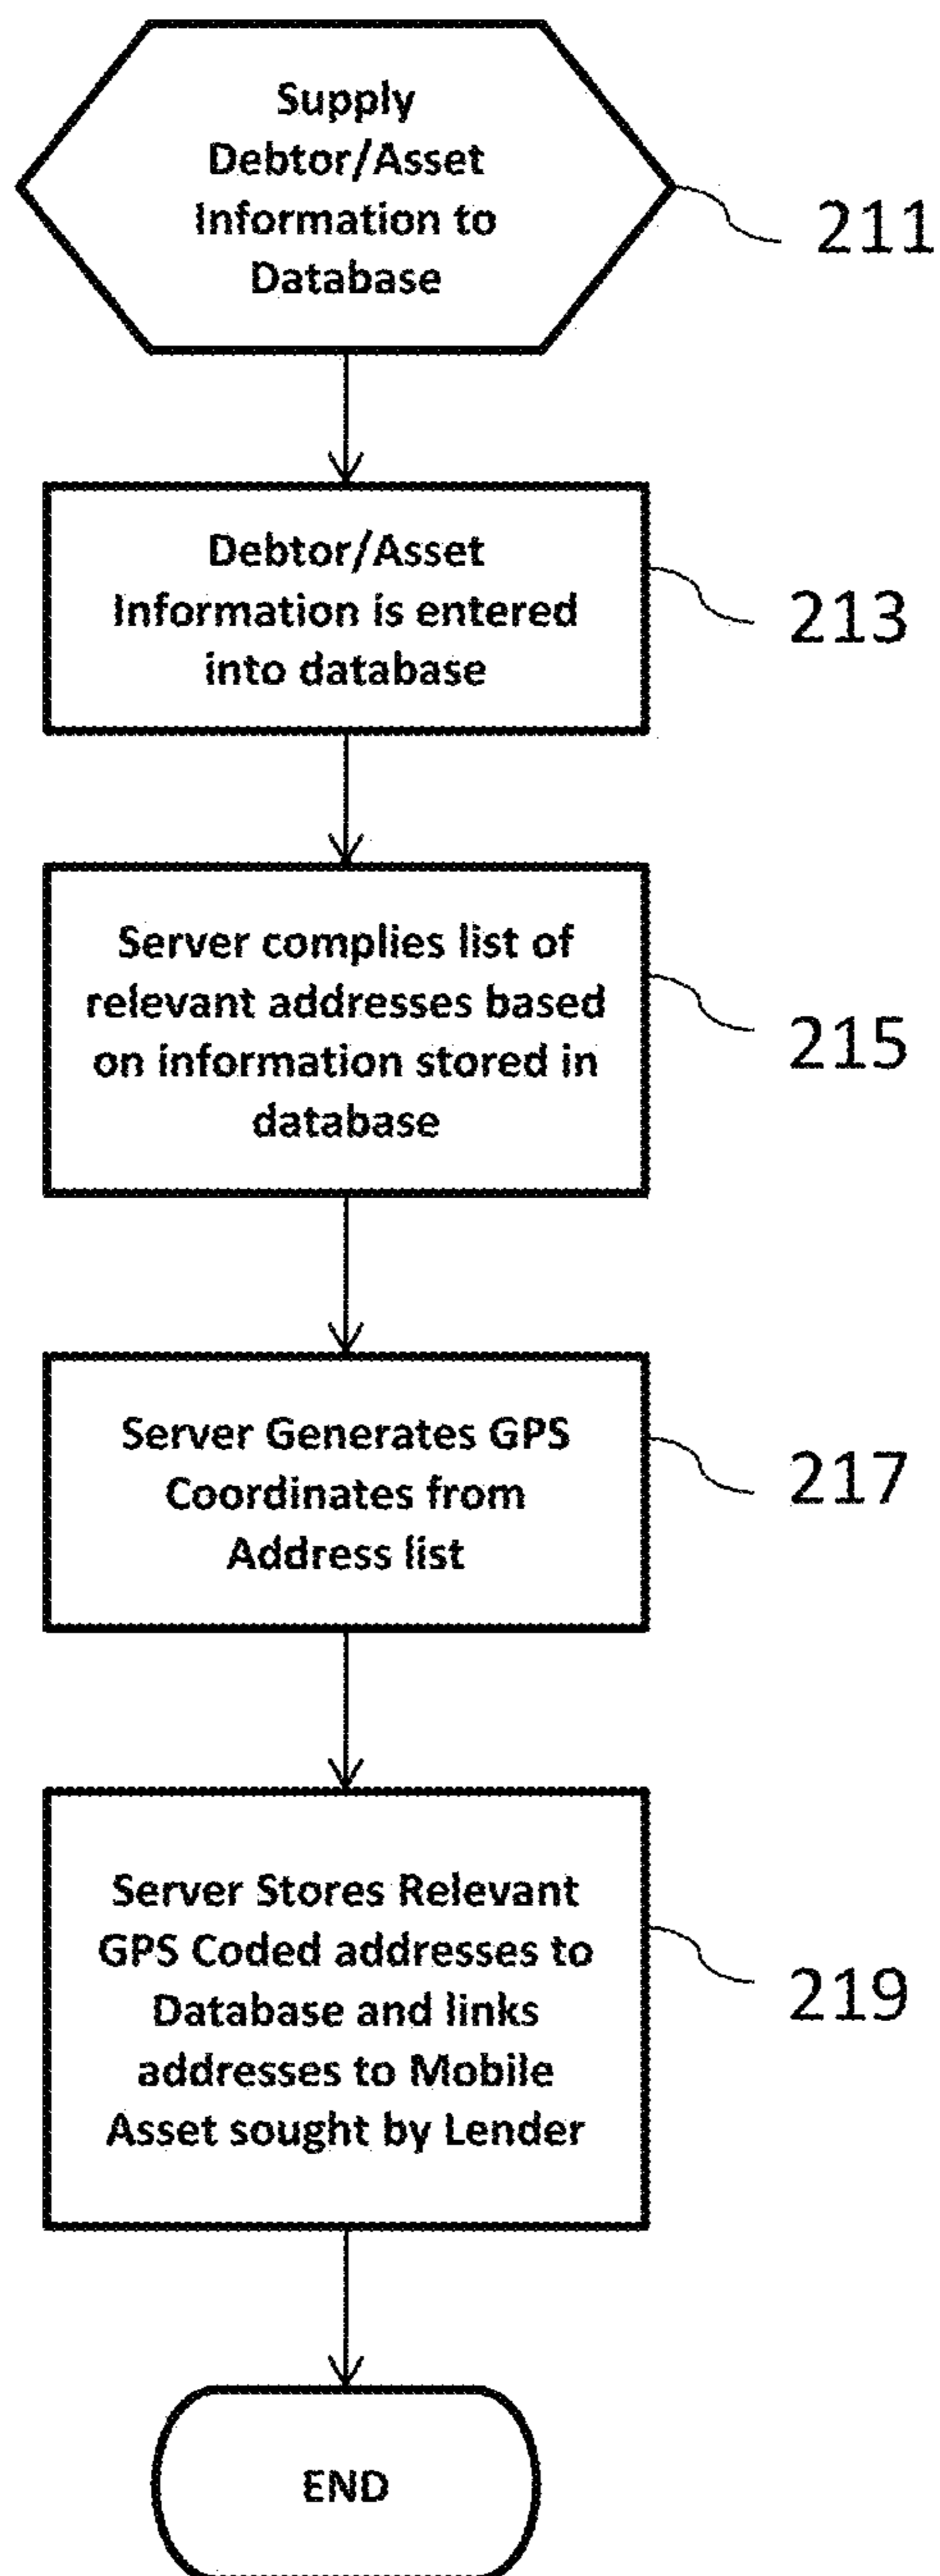 Supply
Debtor/Asset
Information to
Database
211
Debtor/Asset
Information is entered
into database
213
Server complies list of
relevant addresses based
on information stored in
database
215
Server Generates GPS
Coordinates from
Address list
217
Server Stores Relevant
GPS Coded addresses to
Database and links
addresses to Mobile
Asset sought by Lender
219
END